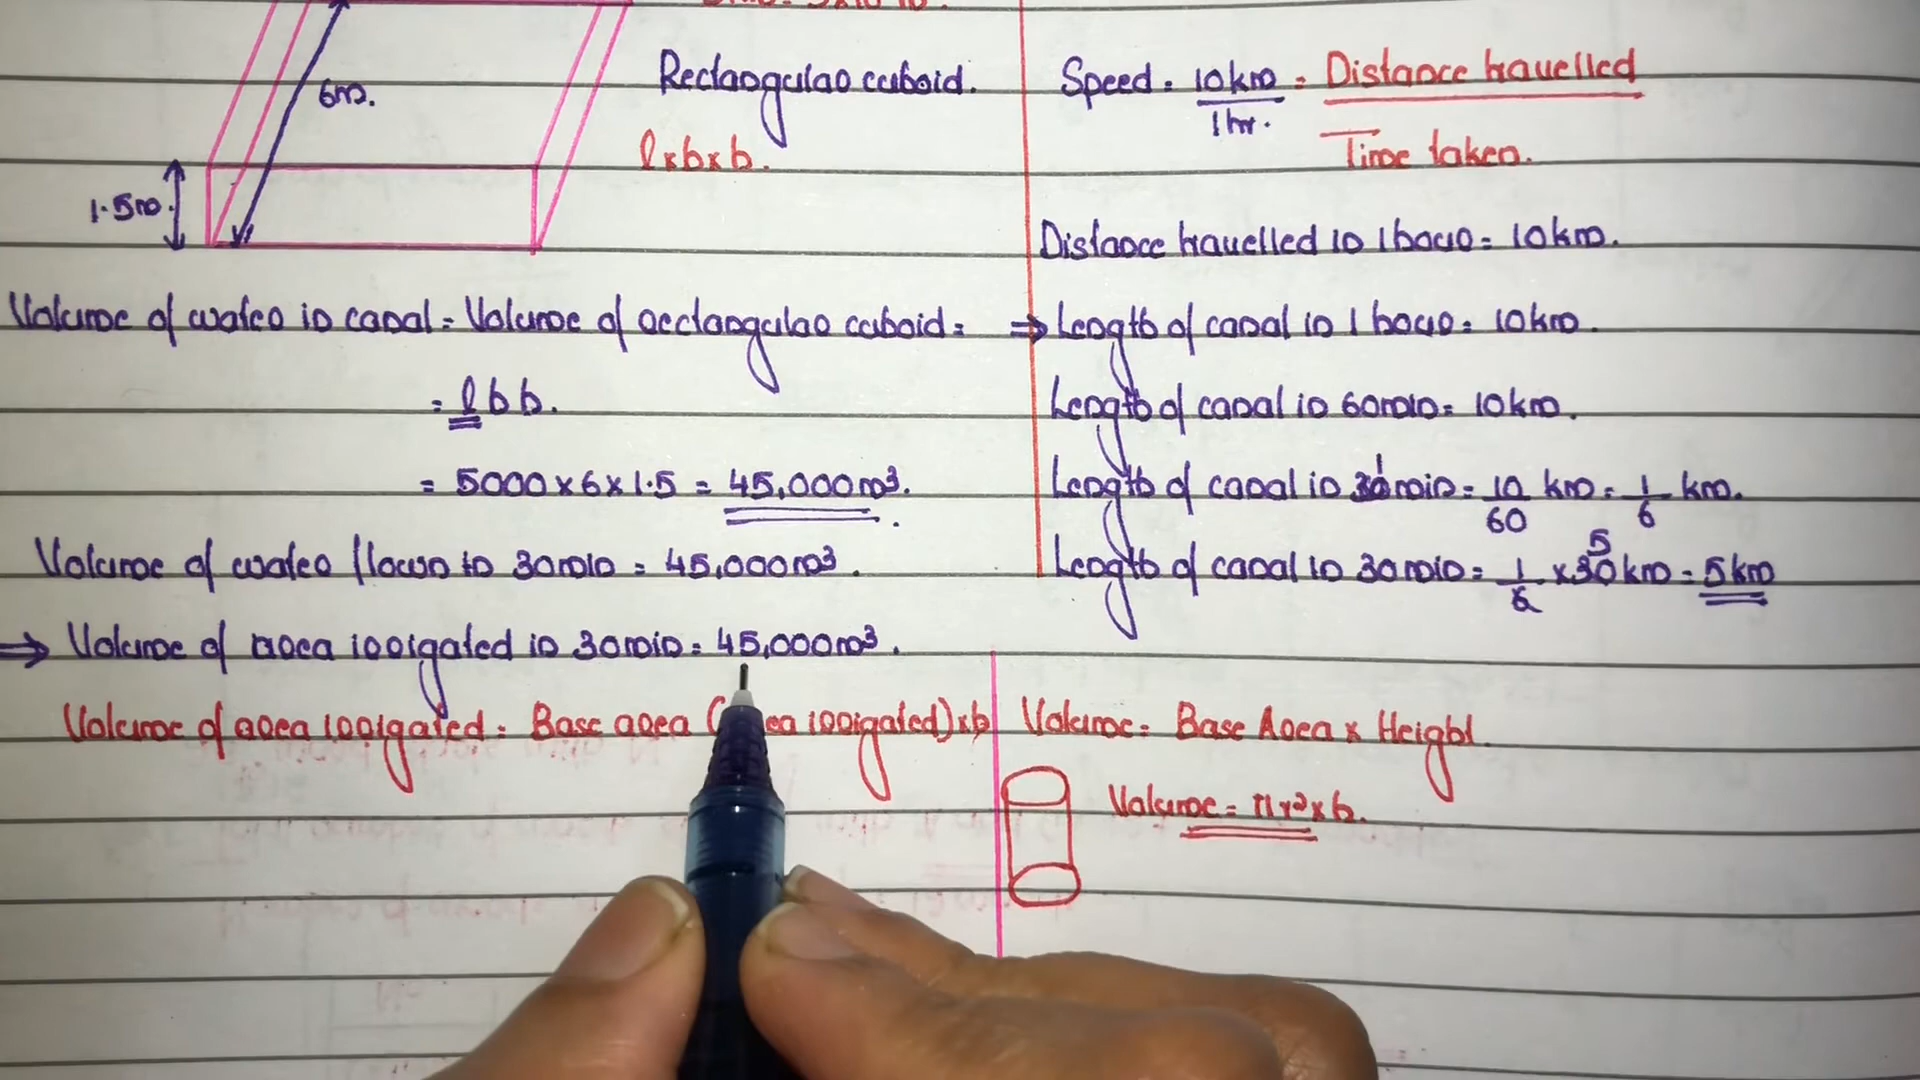 6m.
1.5m.
Rectangular cuboid.
l×b×h.
Volume of water in canal = Volume of rectangular cuboid =
= lbh.
= 5000×6×1.5 = 45,000m³.
Volume of water flown in 30min = 45,000m³.
⇒ Volume of area irrigated in 30min = 45,000m³.
Volume of area irrigated = Base area ( irrigated)×h
Speed = 10km/1hr. = Distance travelled/Time taken.
Distance travelled in 1hour = 10km.
⇒ Length of canal in 1 hour = 10km.
Length of canal in 60min = 10km.
Length of canal in 1min = 10/60 km = 1/6 km.
Length of canal in 30min = 1/6 ×30 5 km = 5km
Volume = Base Area × Height.
Volume = πr²×h.